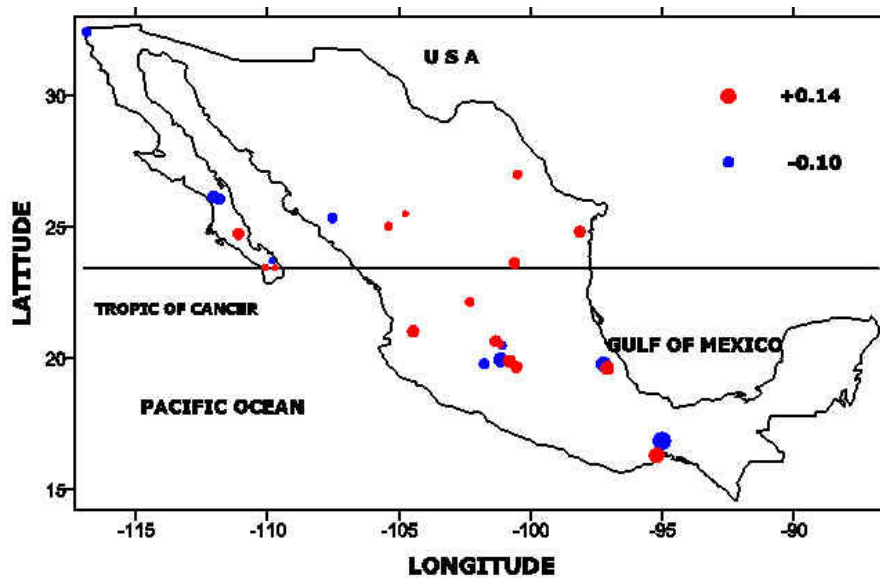 U S A
+0.14
-0.10
30
25
20
15
LATITUDE
TROPIC OF CANCER
GULF OF MEXICO
PACIFIC OCEAN
-115
-110
-105
-100
-95
-90
LONGITUDE